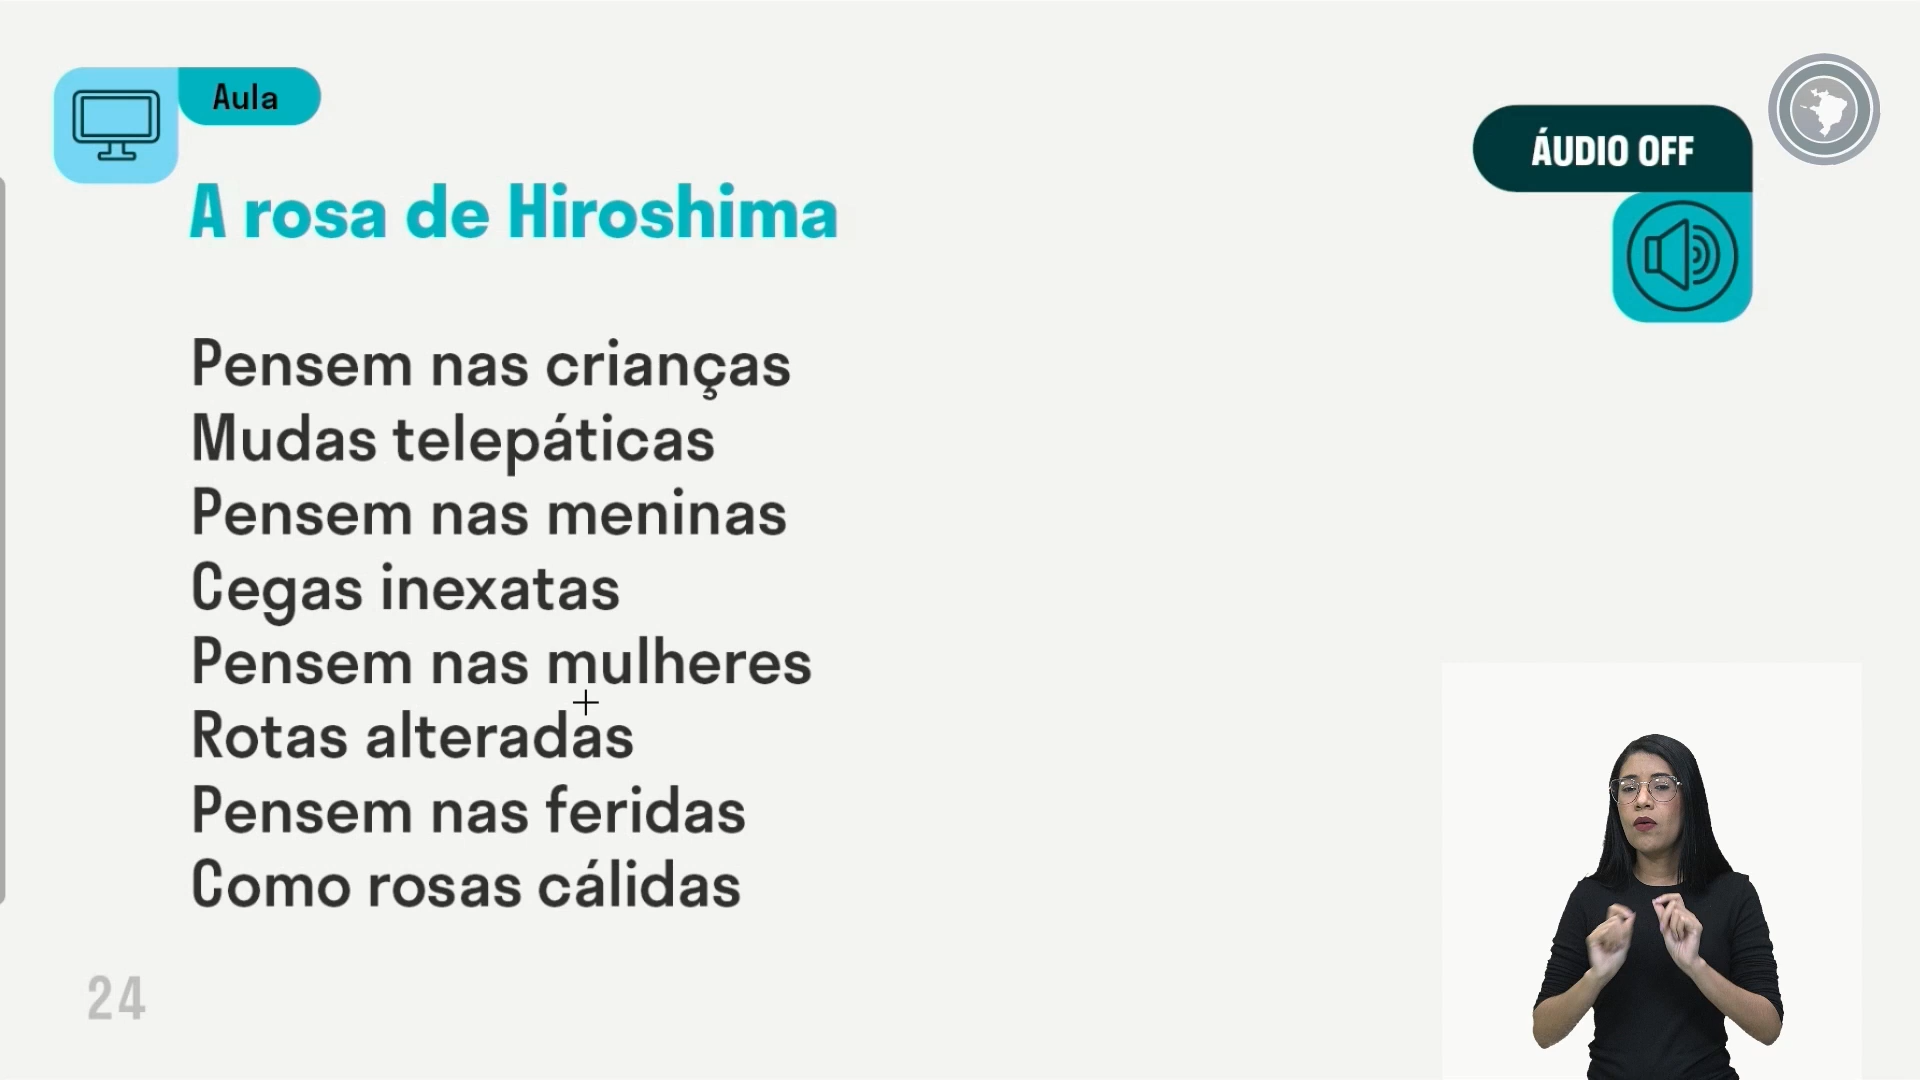 Aula
ÁUDIO OFF
A rosa de Hiroshima
Pensem nas crianças
Mudas telepáticas
Pensem nas meninas
Cegas inexatas
Pensem nas mulheres
Rotas alteradas
Pensem nas feridas
Como rosas cálidas
24